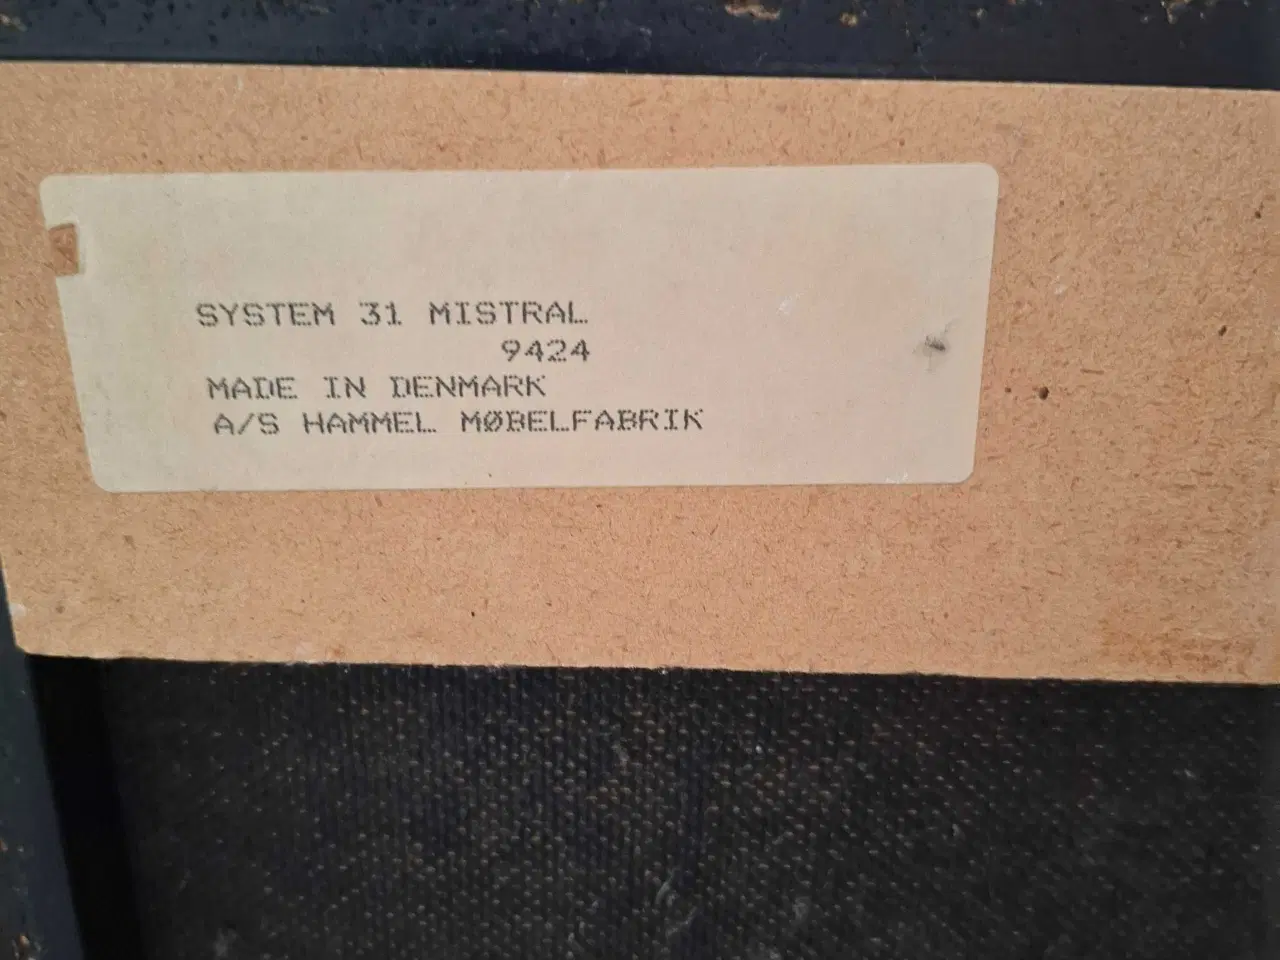 SYSTEM 31 MISTRAL
9424
MADE IN DENMARK
A/S HAMMEL MØBELFABRIK